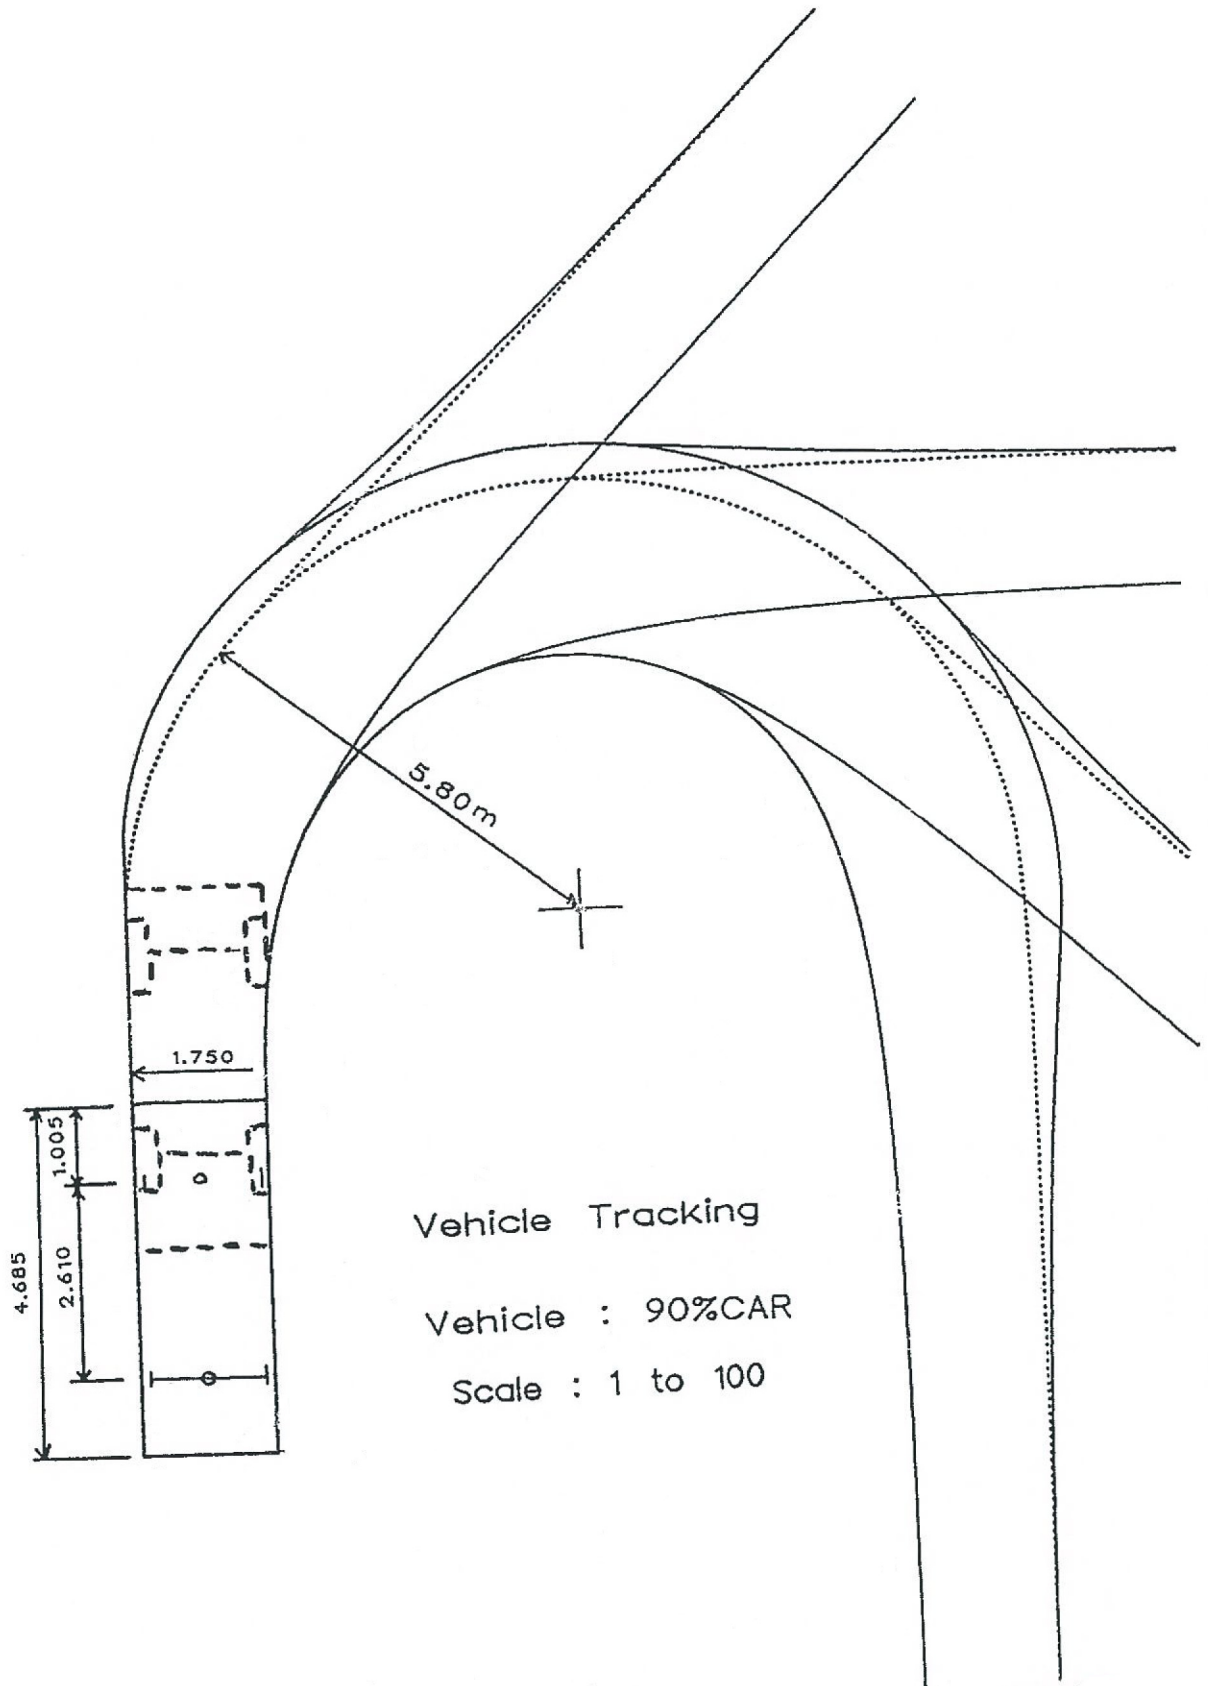 5.80m
1.750
1.005
2.610
4.685
Vehicle Tracking
Vehicle : 90%CAR
Scale : 1 to 100